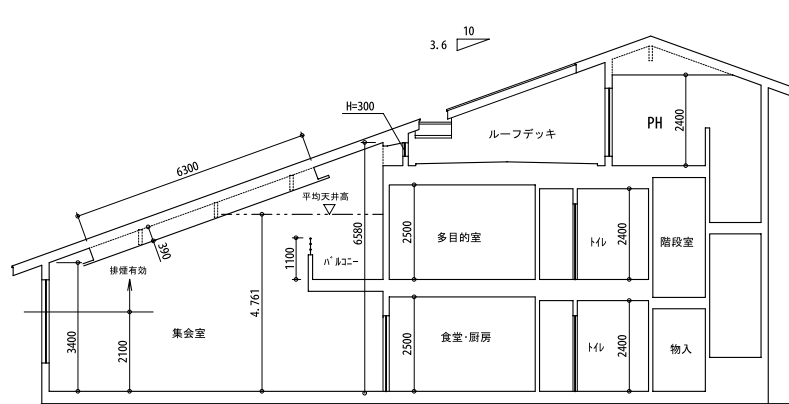 10
3.6
H=300
ルーフデッキ
PH
2400
6300
平均天井高
6580
390
1100
バルコニー
2500
多目的室
トイレ
2400
階段室
排煙有効
4.761
集会室
3400
2100
2500
食堂・厨房
トイレ
2400
物入